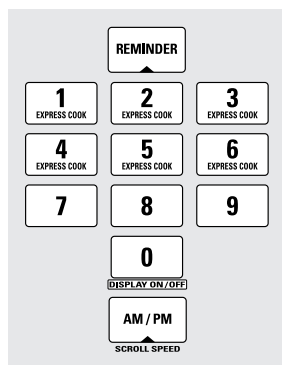 REMINDER
1 2 3
EXPRESS COOK EXPRESS COOK EXPRESS COOK
4 5 6
EXPRESS COOK EXPRESS COOK EXPRESS COOK
7 8 9
0
DISPLAY ON/OFF
AM / PM
SCROLL SPEED